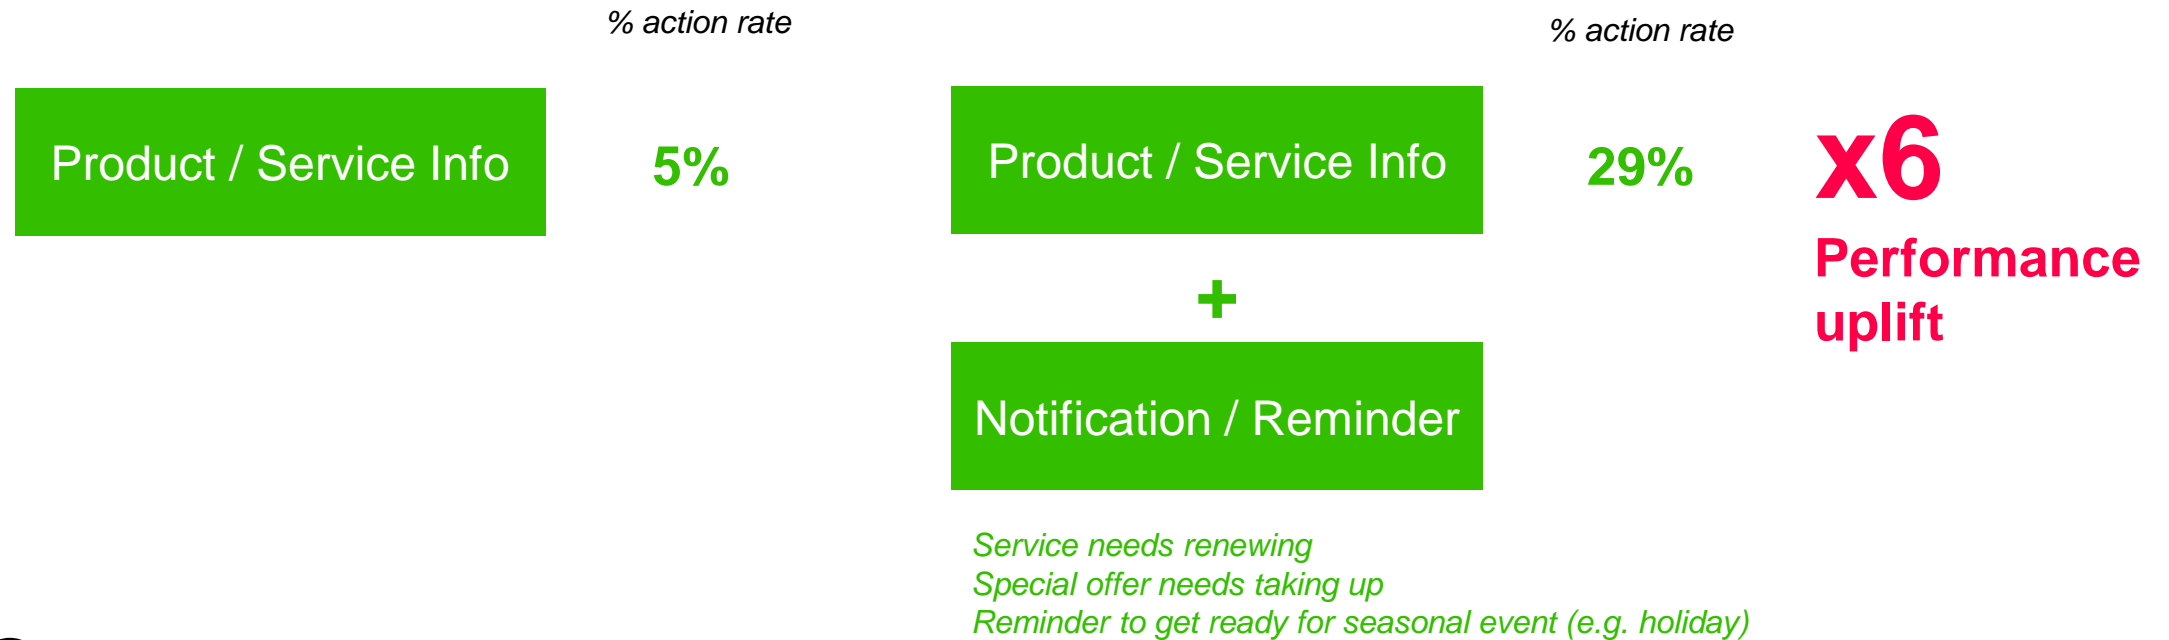 % action rate
% action rate
Product / Service Info
5%
Product / Service Info
29%
x6
Performance
uplift
+
Notification / Reminder
Service needs renewing
Special offer needs taking up
Reminder to get ready for seasonal event (e.g. holiday)